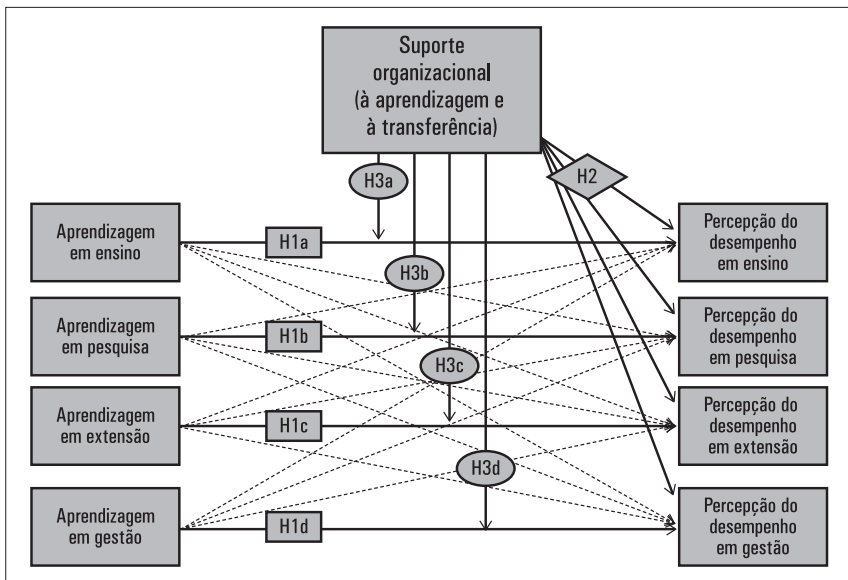 Suporte
organizacional
(à aprendizagem e
à transferência)
H3a
H2
Aprendizagem
em ensino
H1a
Percepção do
desempenho
em ensino
H3b
Aprendizagem
em pesquisa
H1b
Percepção do
desempenho
em pesquisa
H3c
Aprendizagem
em extensão
H1c
Percepção do
desempenho
em extensão
H3d
Aprendizagem
em gestão
H1d
Percepção do
desempenho
em gestão